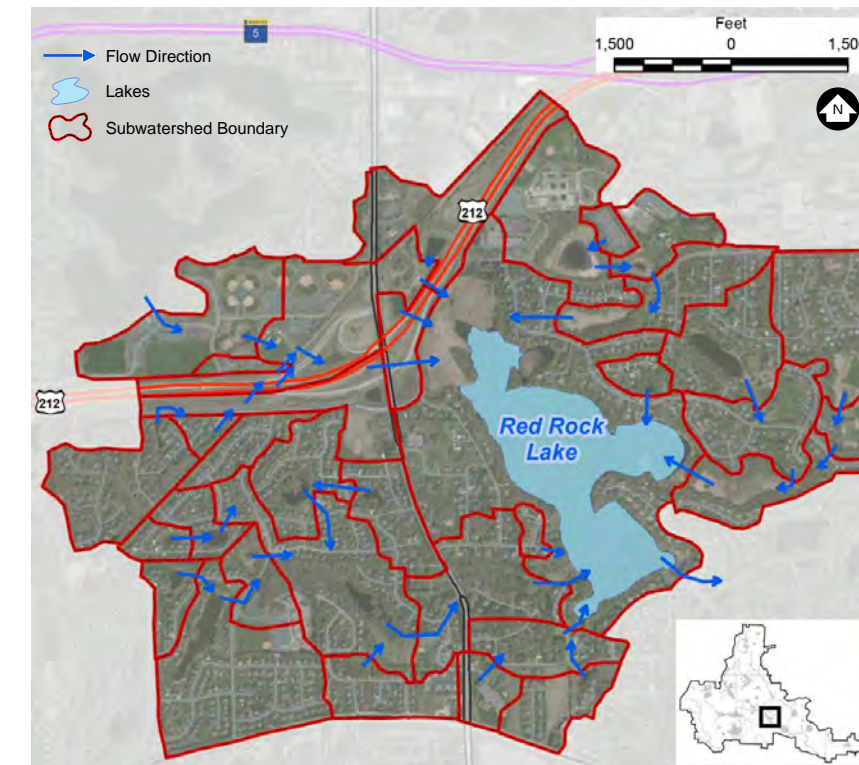 Feet
1,500 0 1,50
5
Flow Direction
Lakes
Subwatershed Boundary
N
212
212
Red Rock
Lake